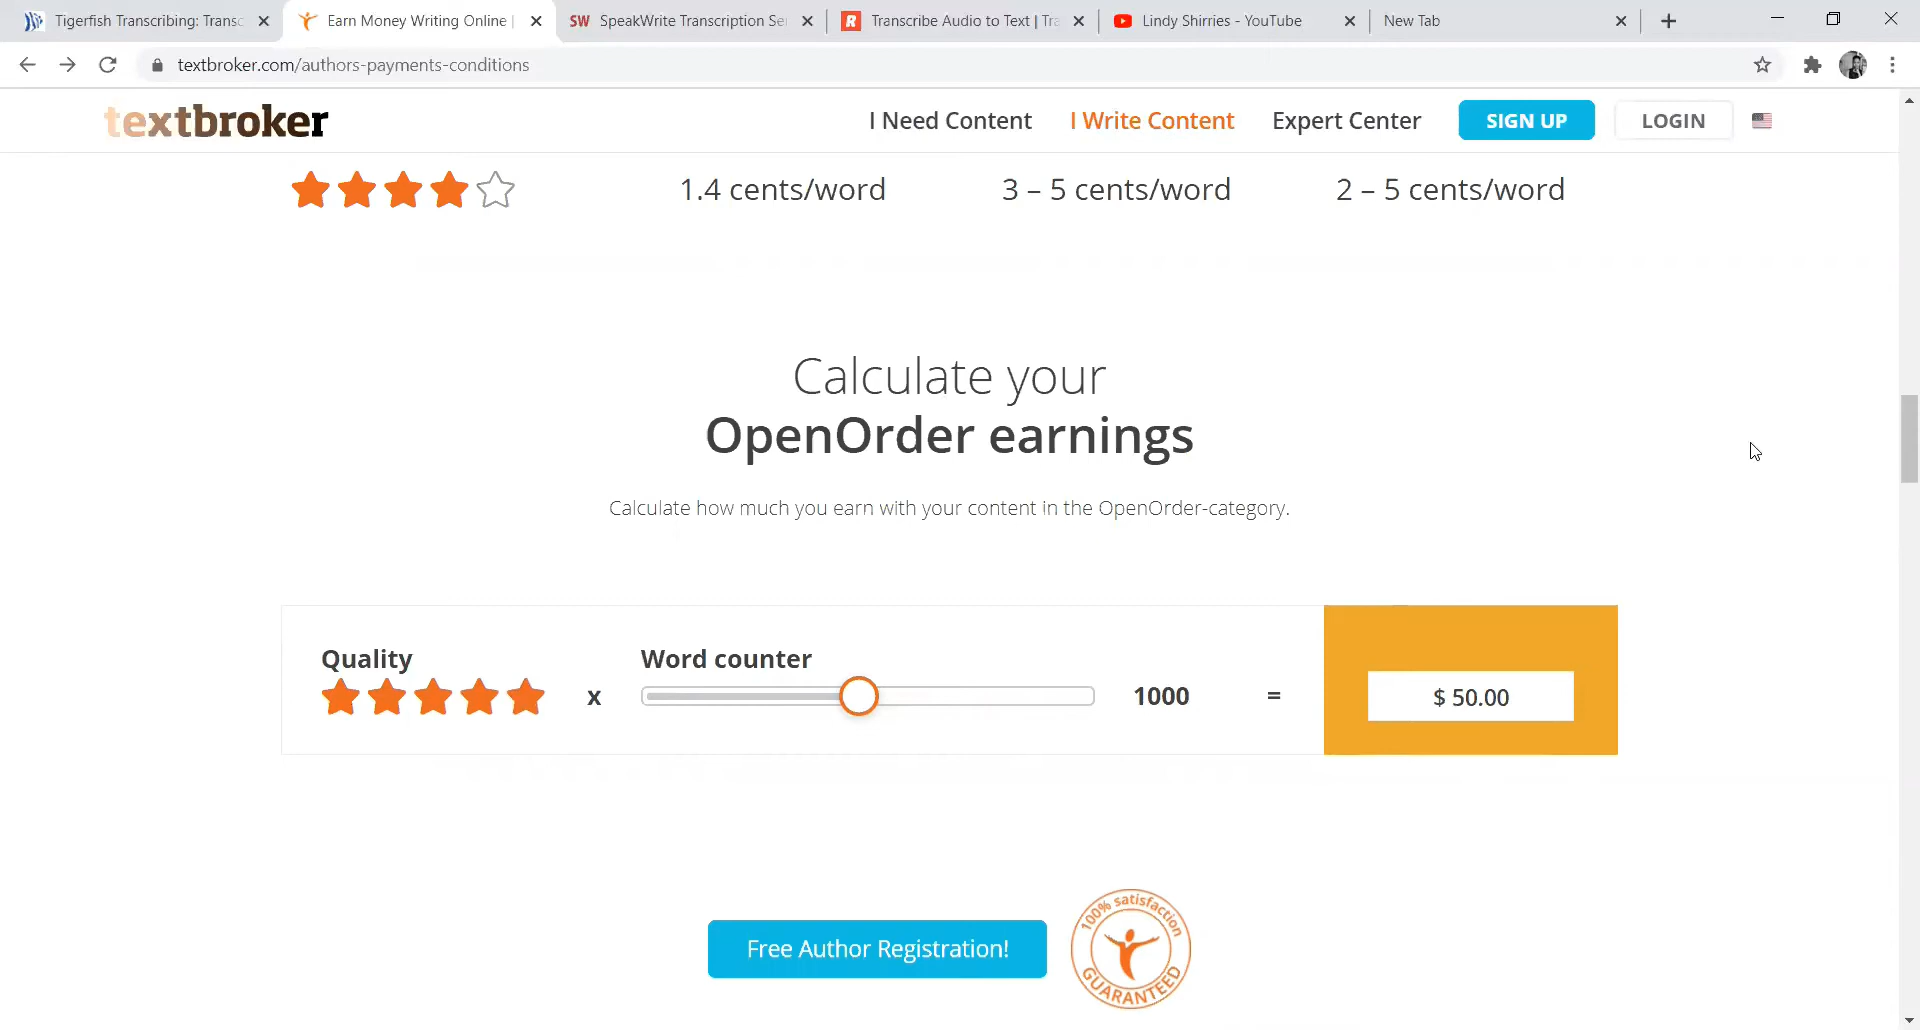 Tigerfish Transcribing: Transc
Earn Money Writing Online |
SW SpeakWrite Transcription Se
R Transcribe Audio to Text | Tra
Lindy Shirries - YouTube
New Tab
textbroker.com/authors-payments-conditions
textbroker
I Need Content
I Write Content
Expert Center
SIGN UP
LOGIN
1.4 cents/word
3 – 5 cents/word
2 – 5 cents/word
Calculate your
OpenOrder earnings
Calculate how much you earn with your content in the OpenOrder-category.
Quality
Word counter
x
1000
=
$ 50.00
Free Author Registration!
100% satisfaction
GUARANTEED